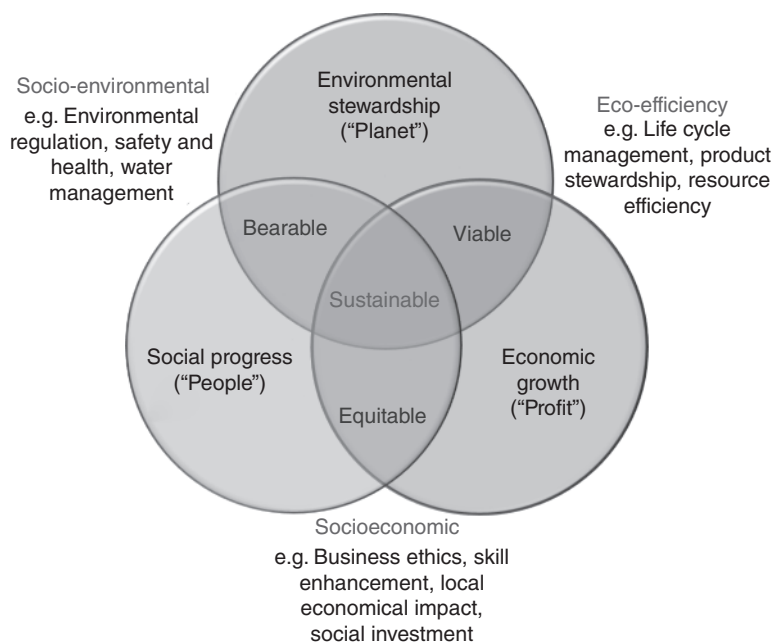 Socio-environmental
e.g. Environmental
regulation, safety and
health, water
management
Environmental
stewardship
(“Planet”)
Eco-efficiency
e.g. Life cycle
management, product
stewardship, resource
efficiency
Bearable
Viable
Sustainable
Social progress
(“People”)
Economic
growth
(“Profit”)
Equitable
Socioeconomic
e.g. Business ethics, skill
enhancement, local
economical impact,
social investment